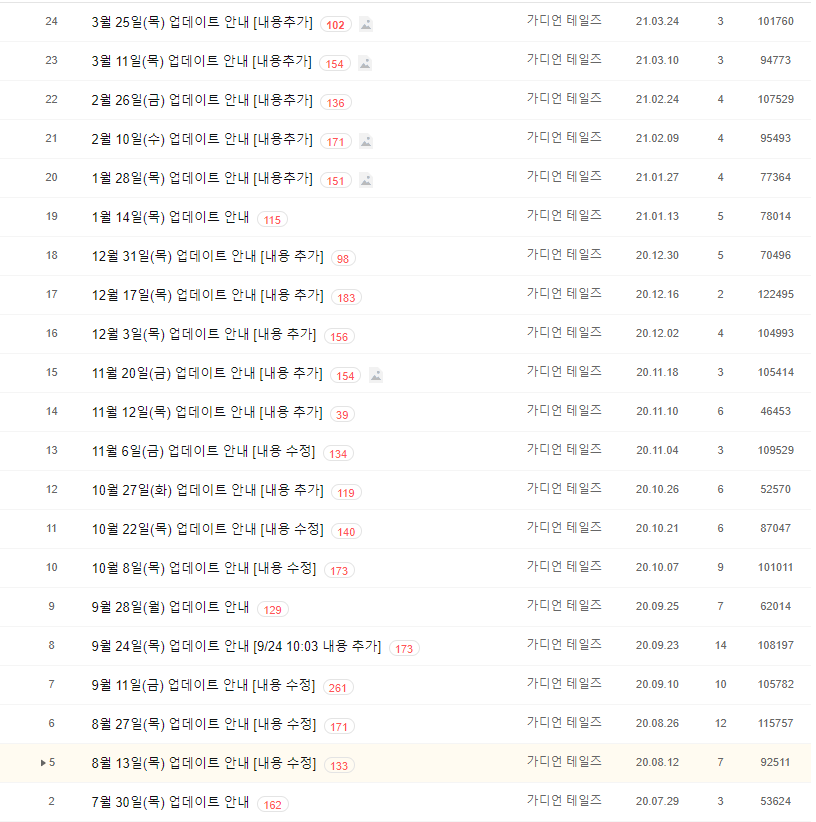 24 3월 25일(목) 업데이트 안내 [내용추가] 102 가디언 테일즈 21.03.24 3 101760
23 3월 11일(목) 업데이트 안내 [내용추가] 154 가디언 테일즈 21.03.10 3 94773
22 2월 26일(금) 업데이트 안내 [내용추가] 136 가디언 테일즈 21.02.24 4 107529
21 2월 10일(수) 업데이트 안내 [내용추가] 171 가디언 테일즈 21.02.09 4 95493
20 1월 28일(목) 업데이트 안내 [내용추가] 151 가디언 테일즈 21.01.27 4 77364
19 1월 14일(목) 업데이트 안내 115 가디언 테일즈 21.01.13 5 78014
18 12월 31일(목) 업데이트 안내 [내용 추가] 98 가디언 테일즈 20.12.30 5 70496
17 12월 17일(목) 업데이트 안내 [내용 추가] 183 가디언 테일즈 20.12.16 2 122495
16 12월 3일(목) 업데이트 안내 [내용 추가] 156 가디언 테일즈 20.12.02 4 104993
15 11월 20일(금) 업데이트 안내 [내용 추가] 154 가디언 테일즈 20.11.18 3 105414
14 11월 12일(목) 업데이트 안내 [내용 추가] 39 가디언 테일즈 20.11.10 6 46453
13 11월 6일(금) 업데이트 안내 [내용 수정] 134 가디언 테일즈 20.11.04 3 109529
12 10월 27일(화) 업데이트 안내 [내용 추가] 119 가디언 테일즈 20.10.26 6 52570
11 10월 22일(목) 업데이트 안내 [내용 수정] 140 가디언 테일즈 20.10.21 6 87047
10 10월 8일(목) 업데이트 안내 [내용 수정] 173 가디언 테일즈 20.10.07 9 101011
9 9월 28일(월) 업데이트 안내 129 가디언 테일즈 20.09.25 7 62014
8 9월 24일(목) 업데이트 안내 [9/24 10:03 내용 추가] 173 가디언 테일즈 20.09.23 14 108197
7 9월 11일(금) 업데이트 안내 [내용 수정] 261 가디언 테일즈 20.09.10 10 105782
6 8월 27일(목) 업데이트 안내 [내용 수정] 171 가디언 테일즈 20.08.26 12 115757
5 8월 13일(목) 업데이트 안내 [내용 수정] 133 가디언 테일즈 20.08.12 7 92511
2 7월 30일(목) 업데이트 안내 162 가디언 테일즈 20.07.29 3 53624